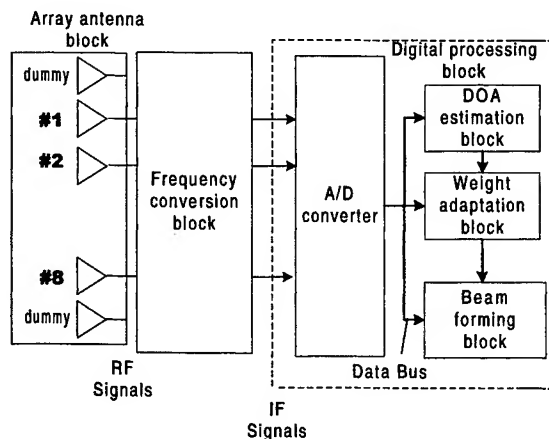 Array antenna
block
dummy
#1
#2
#8
dummy
Frequency
conversion
block
RF
Signals
IF
Signals
Digital processing
block
A/D
converter
DOA
estimation
block
Weight
adaptation
block
Beam
forming
block
Data Bus